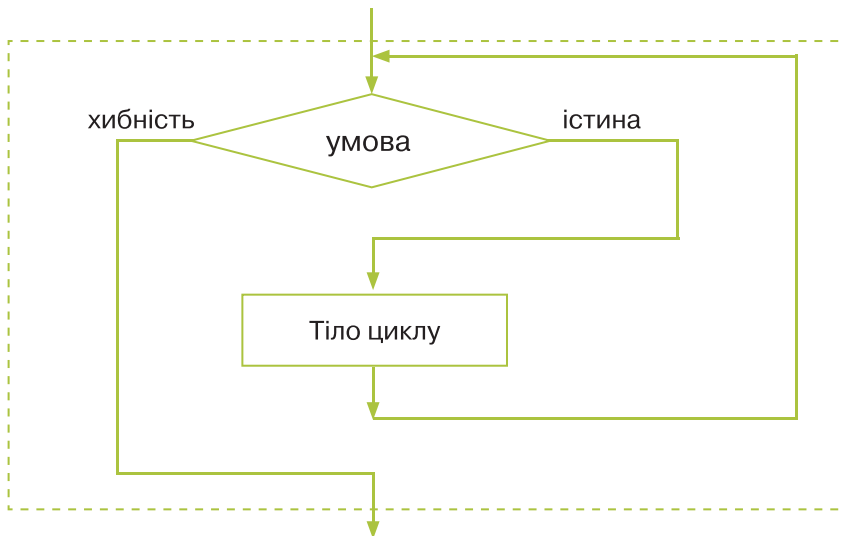 хибність
умова
істина
Тіло циклу